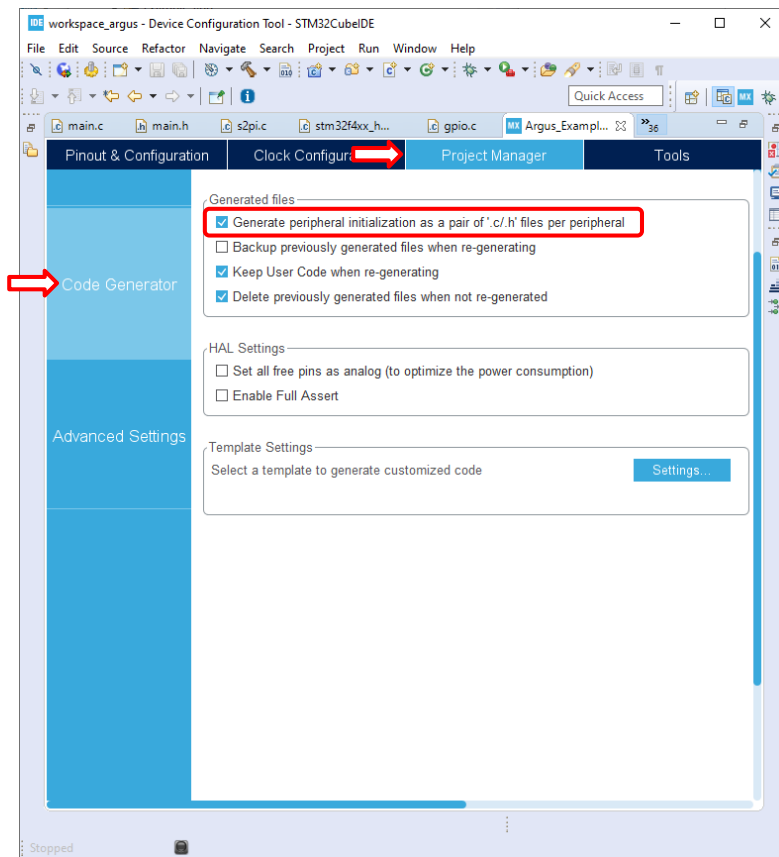 IDE workspace_argus - Device Configuration Tool - STM32CubeIDE
File Edit Source Refactor Navigate Search Project Run Window Help
010
Quick Access
MX
main.c main.h s2pi.c stm32f4xx_h... gpio.c MX Argus_Exampl... »36
Pinout & Configuration Clock Configura Project Manager Tools
Generated files
Generate peripheral initialization as a pair of '.c/.h' files per peripheral
Backup previously generated files when re-generating
Code Generator
Keep User Code when re-generating
Delete previously generated files when not re-generated
HAL Settings
Set all free pins as analog (to optimize the power consumption)
Enable Full Assert
Advanced Settings
Template Settings
Select a template to generate customized code Settings...
Stopped